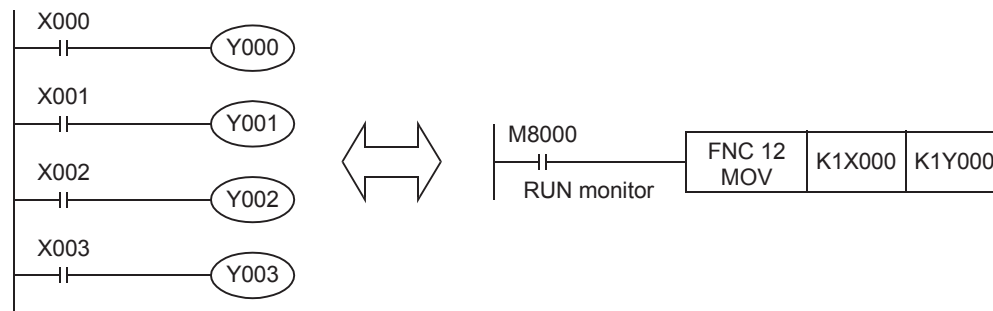 X000
Y000
X001
Y001
X002
Y002
X003
Y003
M8000
RUN monitor
FNC 12
MOV
K1X000
K1Y000